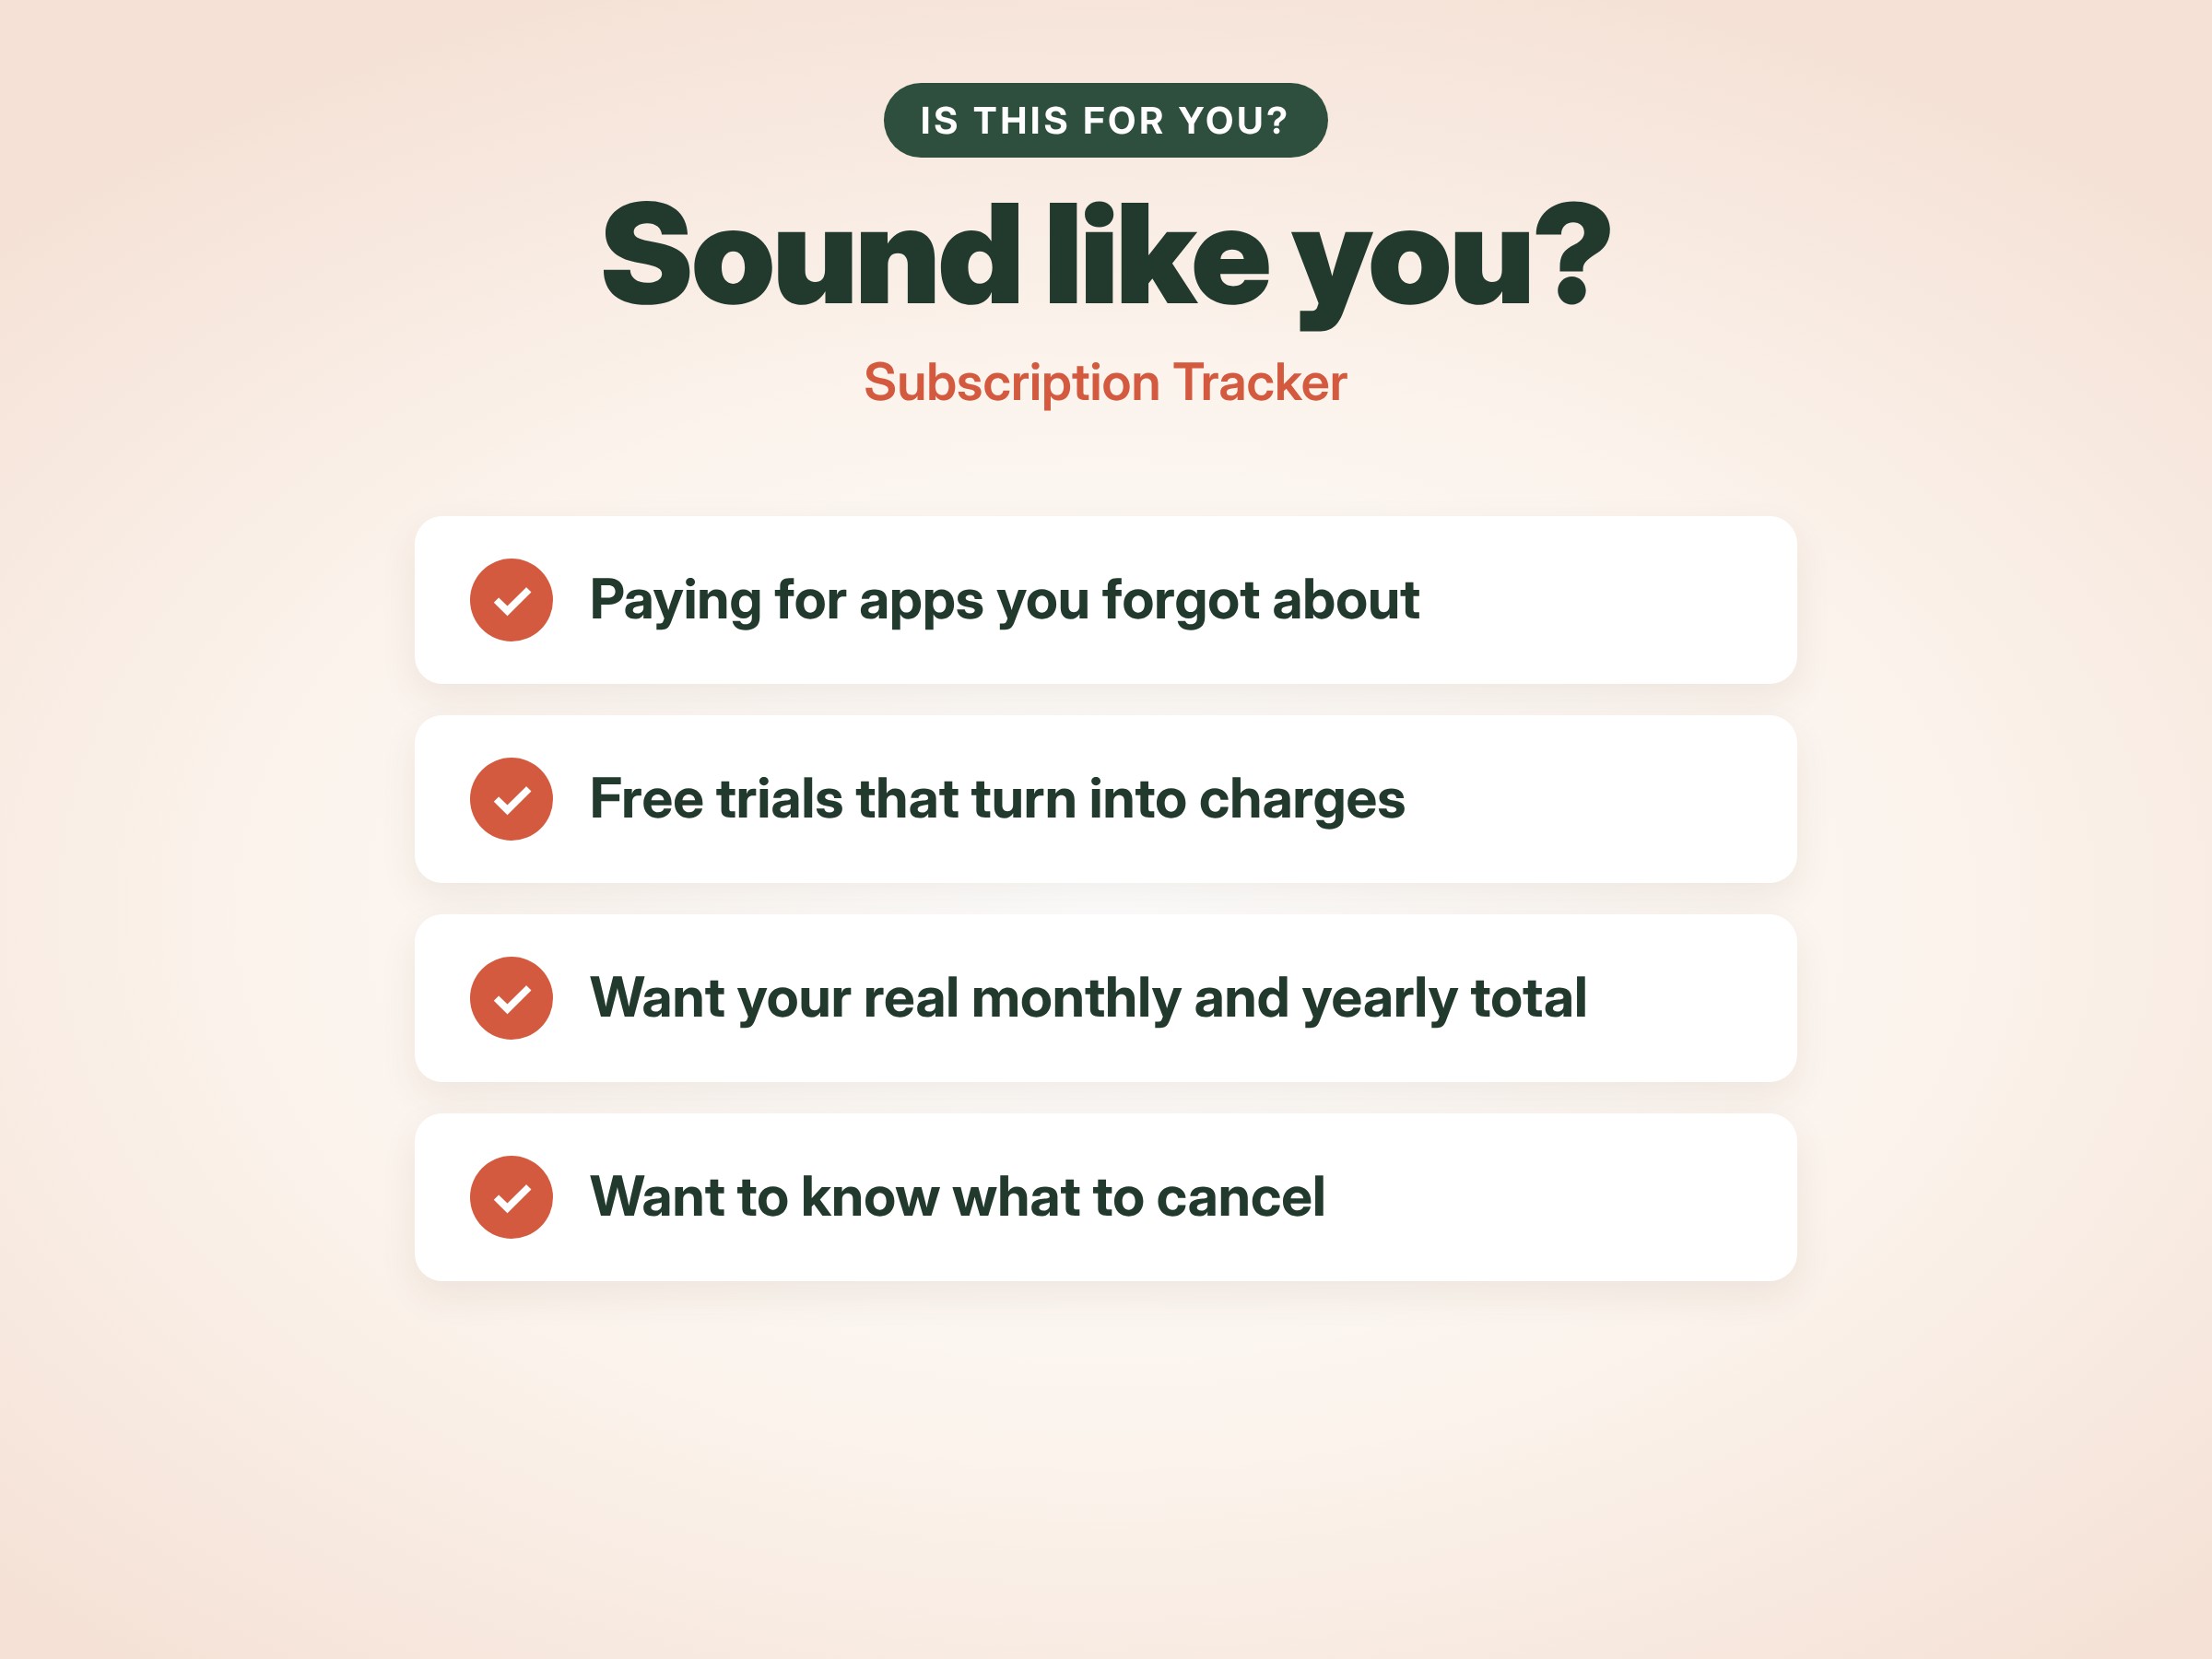 IS THIS FOR YOU?
Sound like you?
Subscription Tracker
Paying for apps you forgot about
Free trials that turn into charges
Want your real monthly and yearly total
Want to know what to cancel